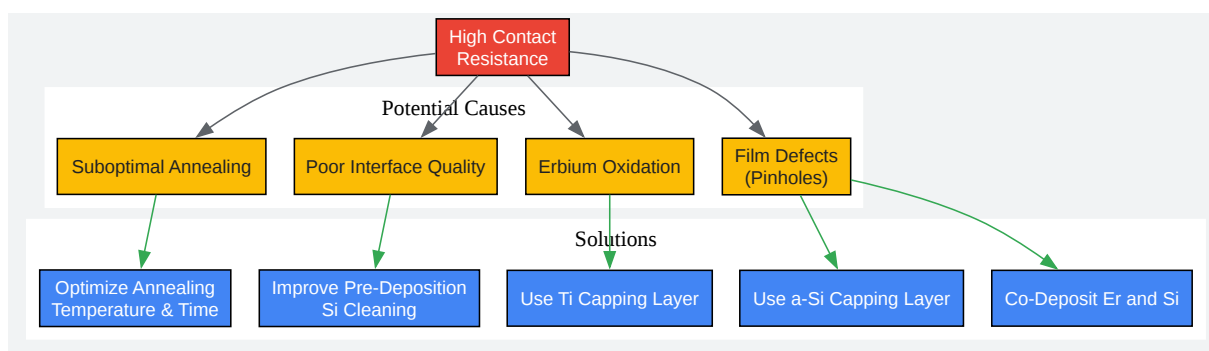 High Contact
Resistance
Potential Causes
Suboptimal Annealing
Poor Interface Quality
Erbium Oxidation
Film Defects
(Pinholes)
Solutions
Optimize Annealing
Temperature & Time
Improve Pre-Deposition
Si Cleaning
Use Ti Capping Layer
Use a-Si Capping Layer
Co-Deposit Er and Si